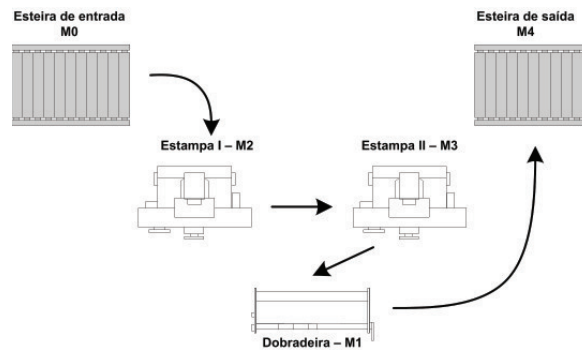 Esteira de entrada
M0
Esteira de saída
M4
Estampa I – M2
Estampa II – M3
Dobradeira – M1